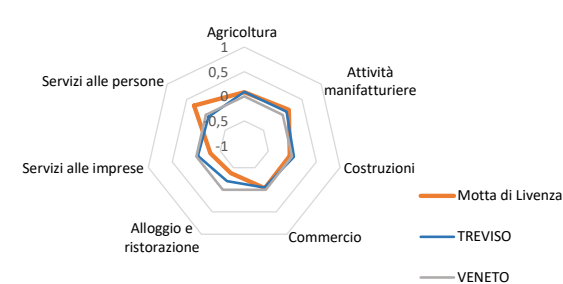 Agricoltura
1
0,5
0
-0,5
-1
Attività
manifatturiere
Costruzioni
Commercio
Alloggio e
ristorazione
Servizi alle imprese
Servizi alle persone
Motta di Livenza
TREVISO
VENETO